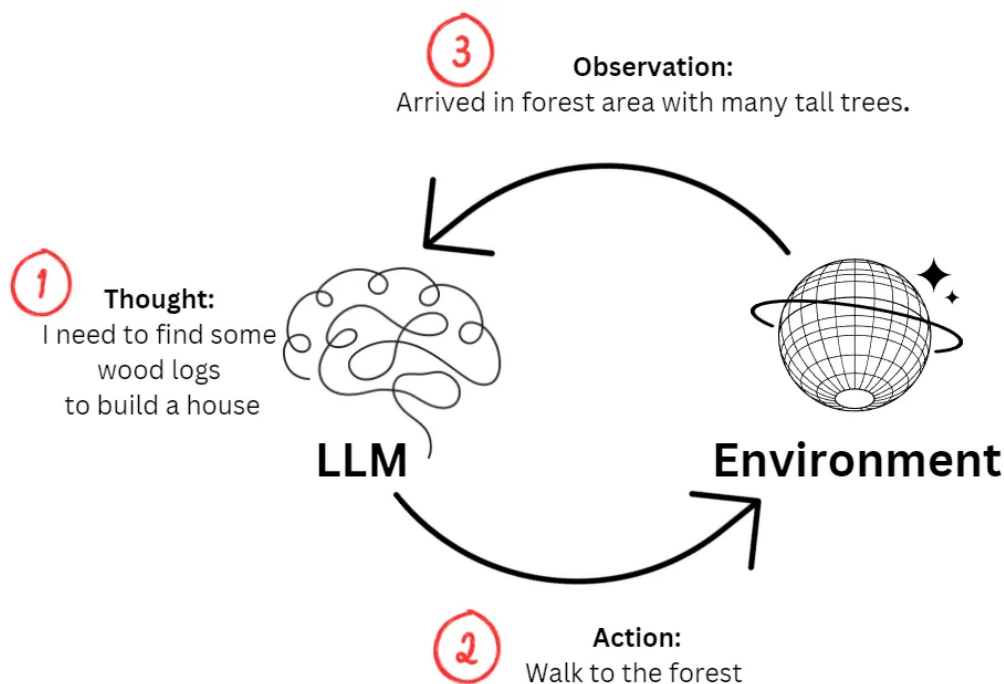 3
Observation:
Arrived in forest area with many tall trees.
1
Thought:
I need to find some
wood logs
to build a house
LLM
Environment
2
Action:
Walk to the forest